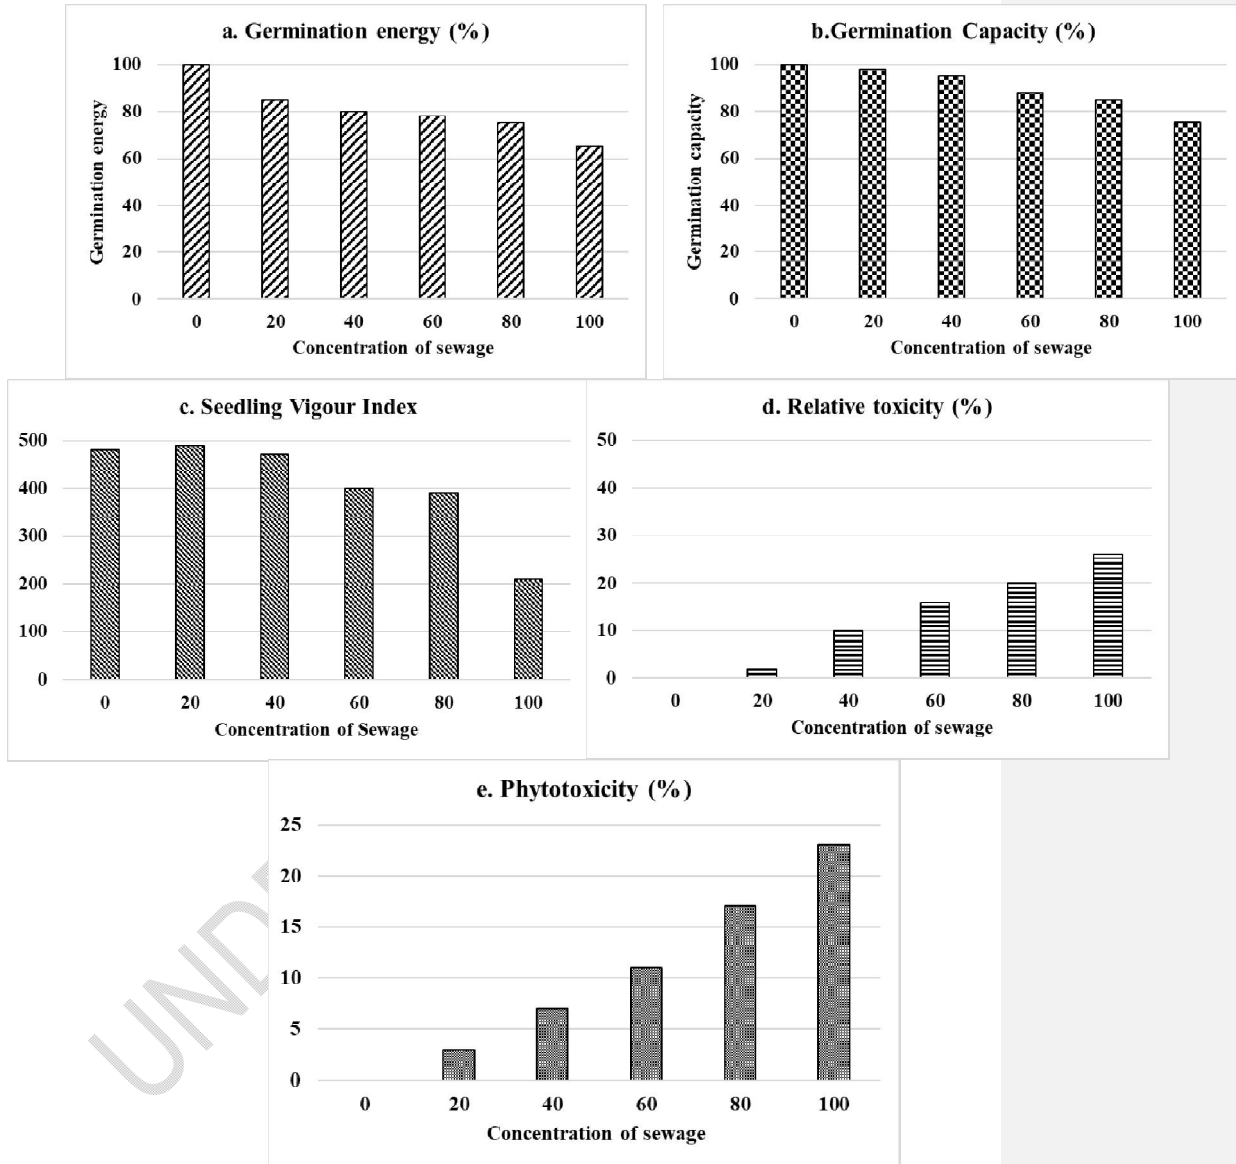 a. Germination energy (%)
100
80
60
40
20
0
Germination energy
0 20 40 60 80 100
Concentration of sewage
b.Germination Capacity (%)
100
80
60
40
20
0
Germination capacity
0 20 40 60 80 100
Concentration of sewage
c. Seedling Vigour Index
500
400
300
200
100
0
0 20 40 60 80 100
Concentration of Sewage
d. Relative toxicity (%)
50
40
30
20
10
0
0 20 40 60 80 100
Concentration of sewage
e. Phytotoxicity (%)
25
20
15
10
5
0
0 20 40 60 80 100
Concentration of sewage